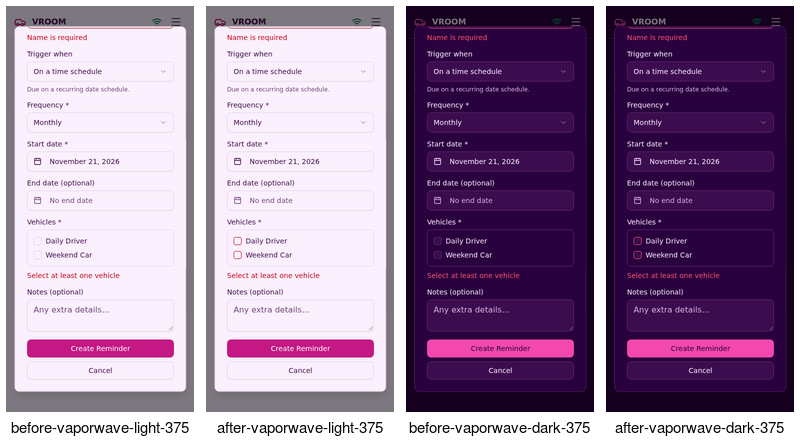 VROOM
Name is required
Trigger when
On a time schedule
Due on a recurring date schedule.
Frequency *
Monthly
Start date *
November 21, 2026
End date (optional)
No end date
Vehicles *
Daily Driver
Weekend Car
Select at least one vehicle
Notes (optional)
Any extra details...
Create Reminder
Cancel
before-vaporwave-light-375
VROOM
Name is required
Trigger when
On a time schedule
Due on a recurring date schedule.
Frequency *
Monthly
Start date *
November 21, 2026
End date (optional)
No end date
Vehicles *
Daily Driver
Weekend Car
Select at least one vehicle
Notes (optional)
Any extra details...
Create Reminder
Cancel
after-vaporwave-light-375
VROOM
Name is required
Trigger when
On a time schedule
Due on a recurring date schedule.
Frequency *
Monthly
Start date *
November 21, 2026
End date (optional)
No end date
Vehicles *
Daily Driver
Weekend Car
Select at least one vehicle
Notes (optional)
Any extra details...
Create Reminder
Cancel
before-vaporwave-dark-375
VROOM
Name is required
Trigger when
On a time schedule
Due on a recurring date schedule.
Frequency *
Monthly
Start date *
November 21, 2026
End date (optional)
No end date
Vehicles *
Daily Driver
Weekend Car
Select at least one vehicle
Notes (optional)
Any extra details...
Create Reminder
Cancel
after-vaporwave-dark-375